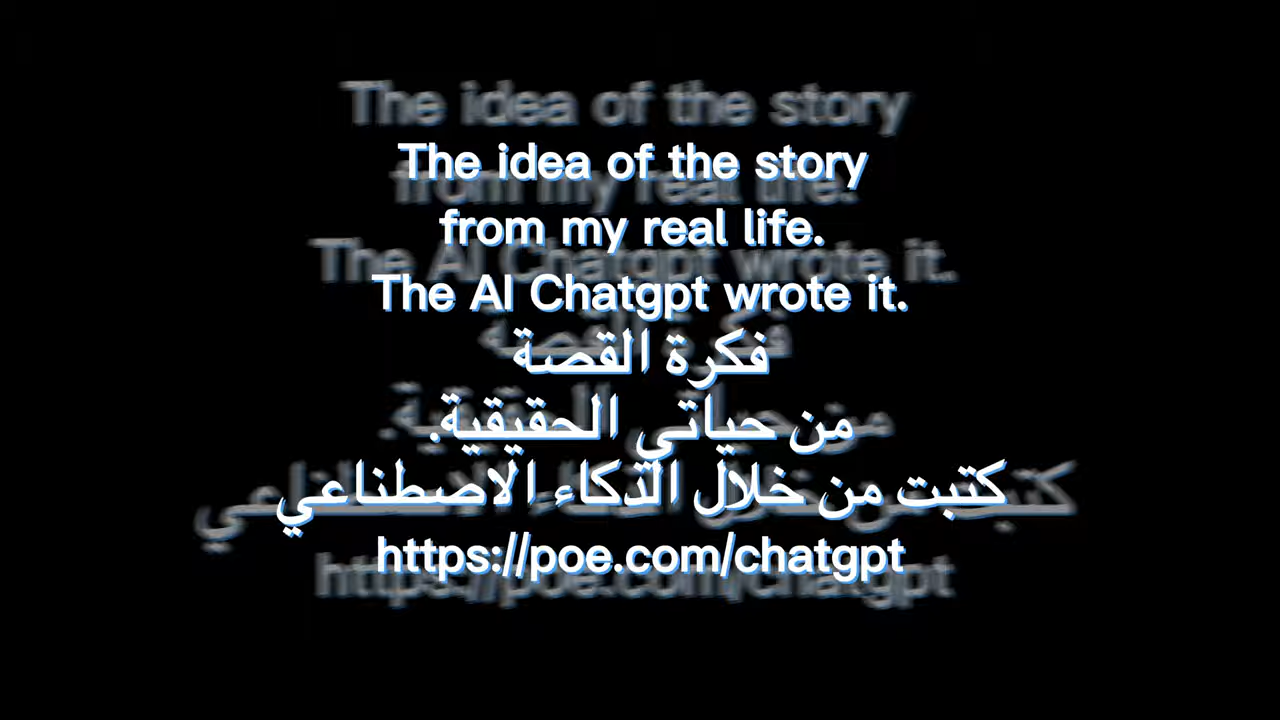 The idea of the story
from my real life.
The AI Chatgpt wrote it.
فكرة القصة
من حياتي الحقيقية.
كتبت من خلال الذكاء الاصطناعي
https://poe.com/chatgpt